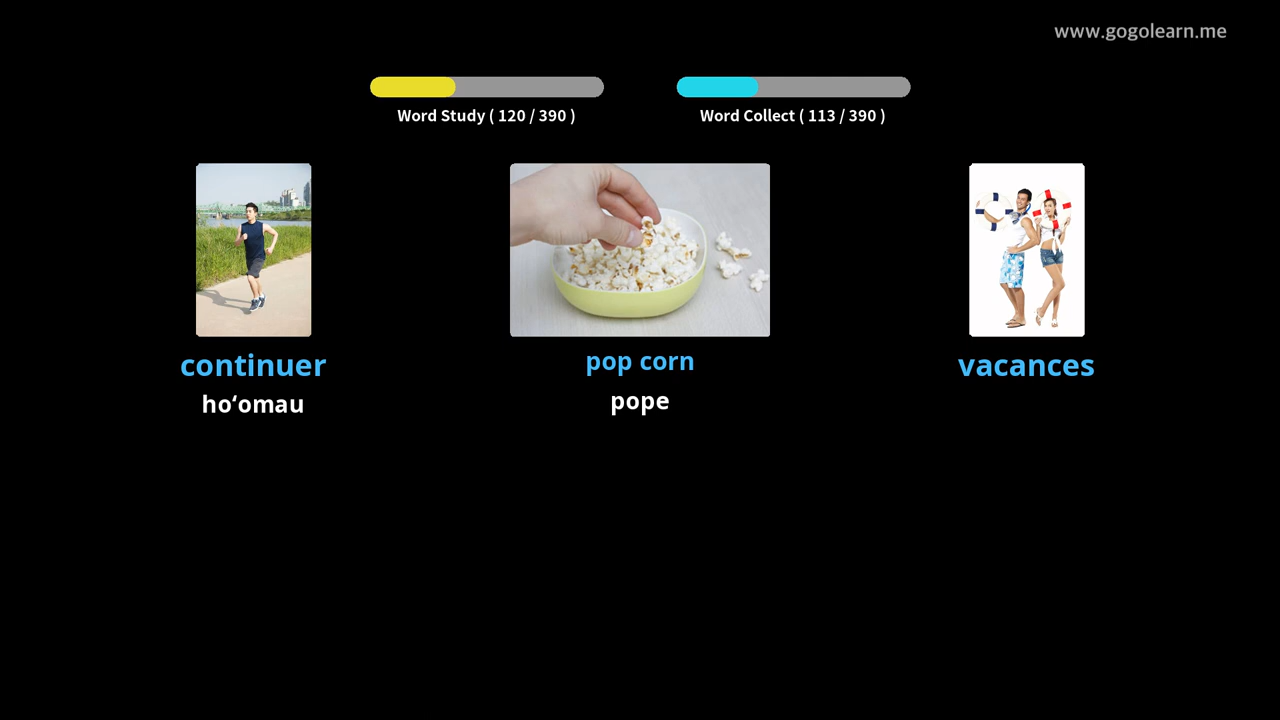 www.gogolearn.me
Word Study ( 120 / 390 )
Word Collect ( 113 / 390 )
continuer
pop corn
vacances
hoʻomau
pope